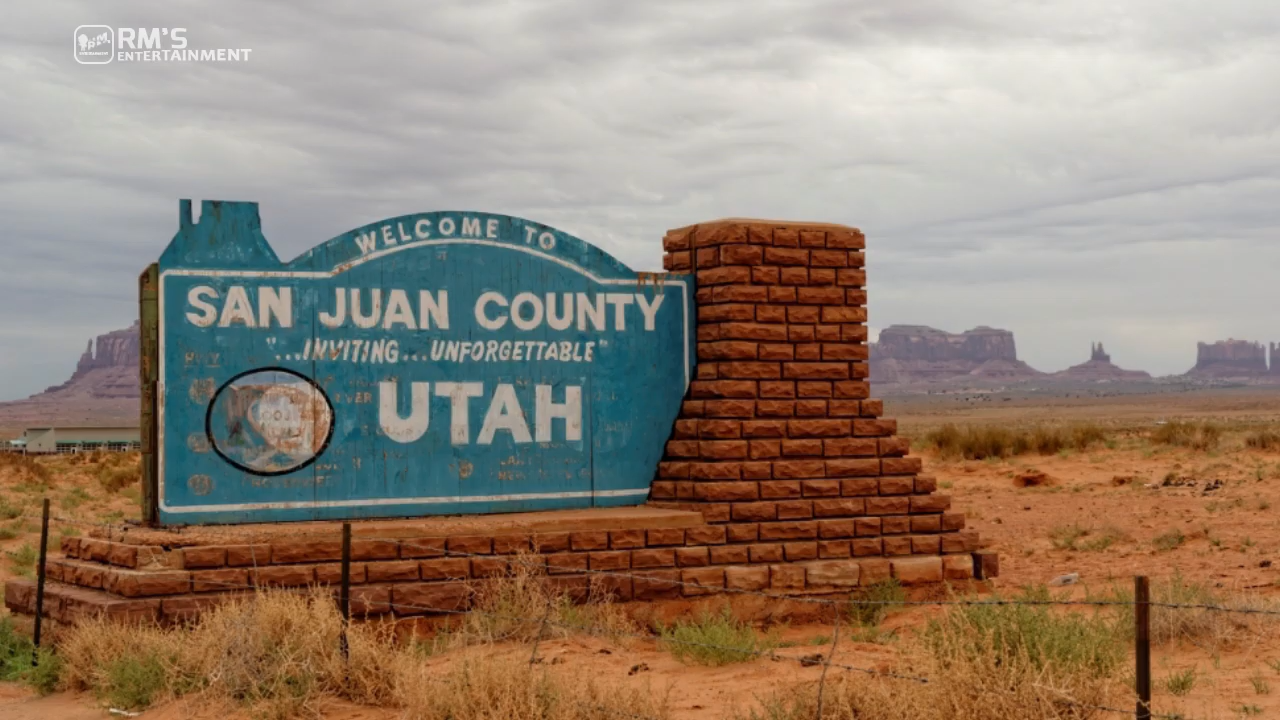 RM'S
ENTERTAINMENT
WELCOME TO
SAN JUAN COUNTY
"...INVITING...UNFORGETTABLE"
UTAH